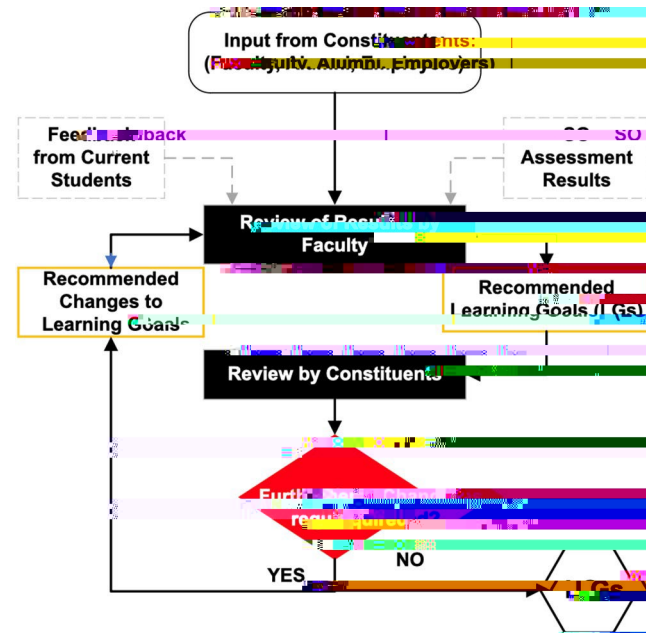 Input from Constituents:
(Faculty, Alumni, Employers)
from Current
Students
SO
Assessment
Results
Review of Results by
Faculty
Recommended
Changes to
Learning Goals
Recommended
Learning Goals (LGs)
Review by Constituents
NO
YES
LGs